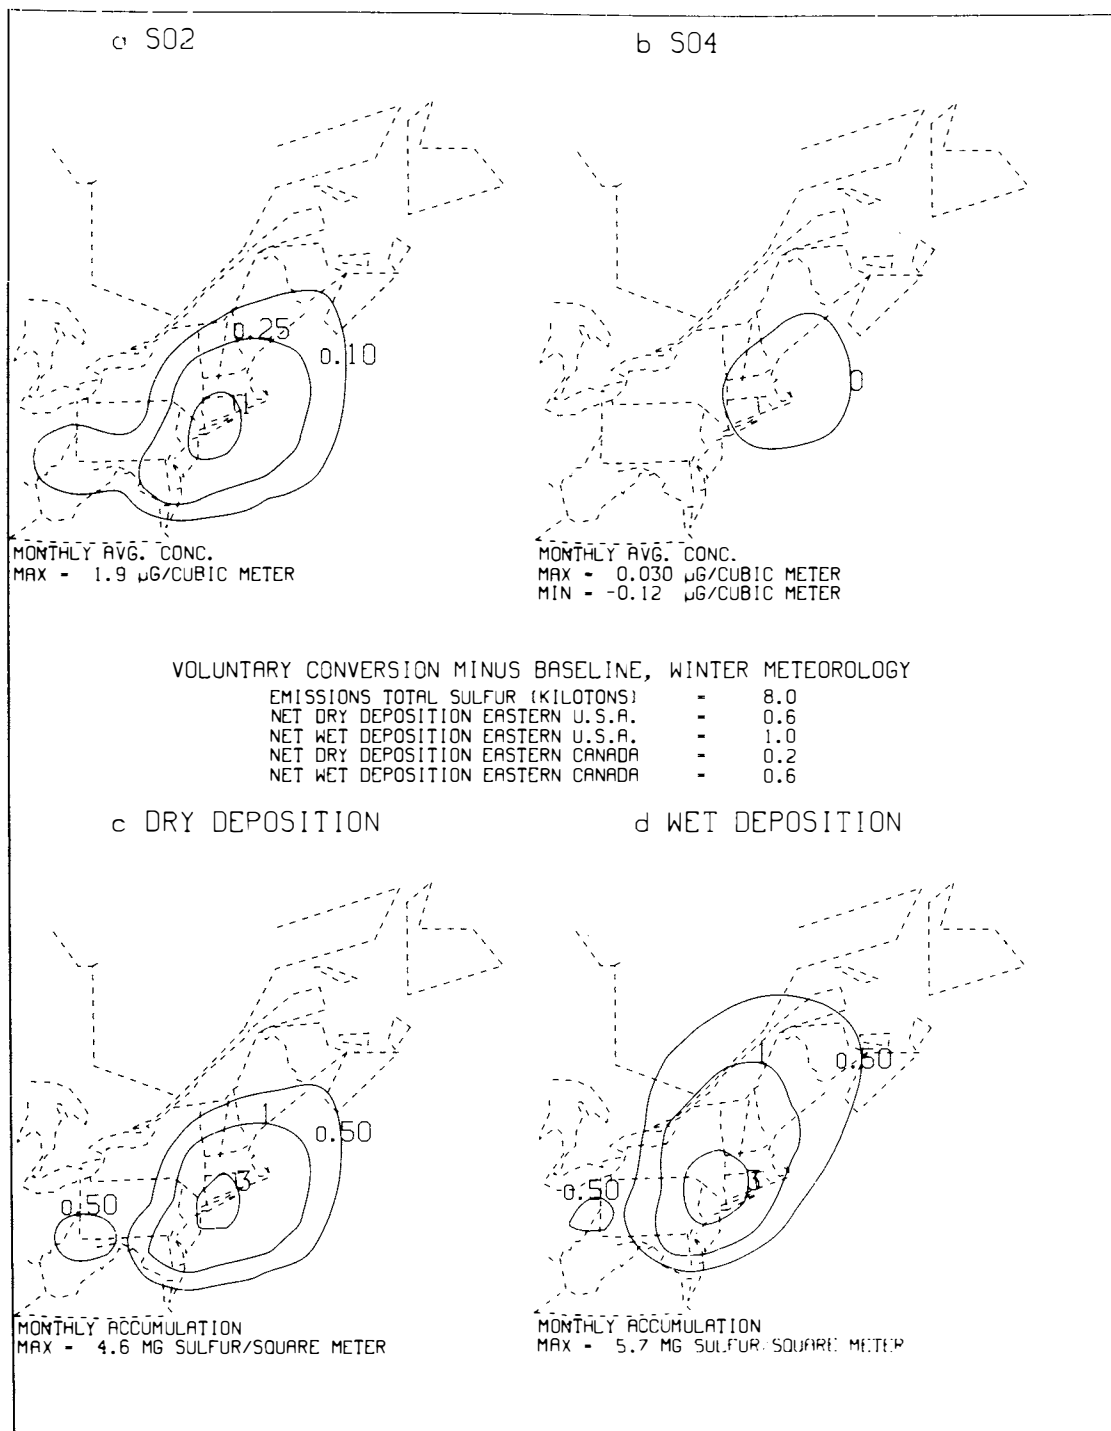 a SO2
b SO4
0.25
0.10
1
0
MONTHLY AVG. CONC.
MAX - 1.9 µG/CUBIC METER
MONTHLY AVG. CONC.
MAX - 0.030 µG/CUBIC METER
MIN - -0.12 µG/CUBIC METER
VOLUNTARY CONVERSION MINUS BASELINE, WINTER METEOROLOGY
EMISSIONS TOTAL SULFUR (KILOTONS) - 8.0
NET DRY DEPOSITION EASTERN U.S.A. - 0.6
NET WET DEPOSITION EASTERN U.S.A. - 1.0
NET DRY DEPOSITION EASTERN CANADA - 0.2
NET WET DEPOSITION EASTERN CANADA - 0.6
c DRY DEPOSITION
d WET DEPOSITION
1
0.50
3
0.50
1
0.50
3
0.50
MONTHLY ACCUMULATION
MAX - 4.6 MG SULFUR/SQUARE METER
MONTHLY ACCUMULATION
MAX - 5.7 MG SULFUR/SQUARE METER